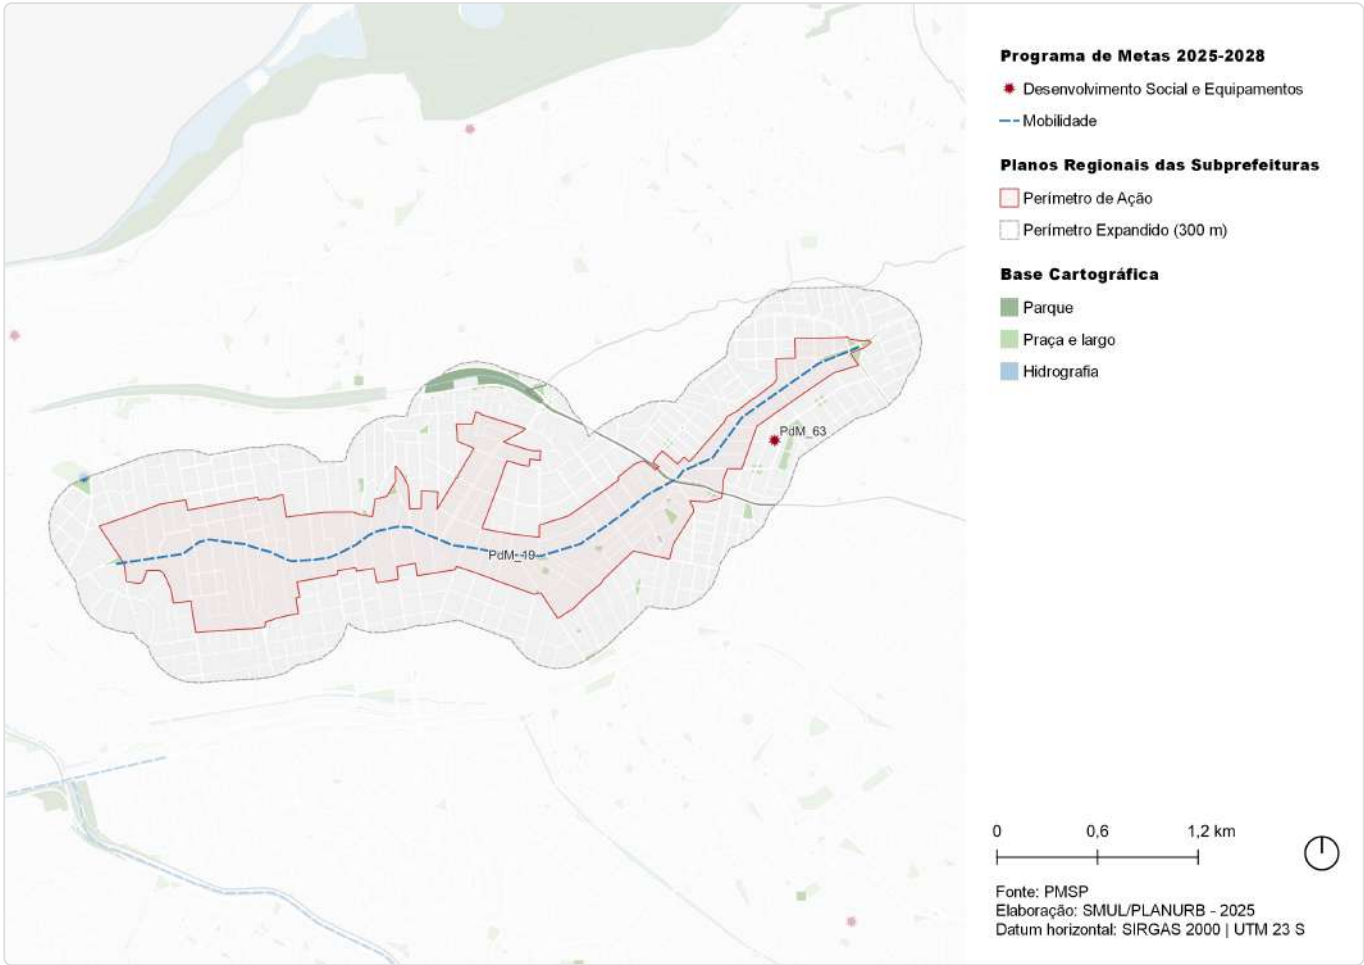 Programa de Metas 2025-2028
Desenvolvimento Social e Equipamentos
Mobilidade
Planos Regionais das Subprefeituras
Perímetro de Ação
Perímetro Expandido (300 m)
Base Cartográfica
Parque
Praça e largo
Hidrografia
PdM_63
PdM_19
0 0,6 1,2 km
Fonte: PMSP
Elaboração: SMUL/PLANURB - 2025
Datum horizontal: SIRGAS 2000 | UTM 23 S